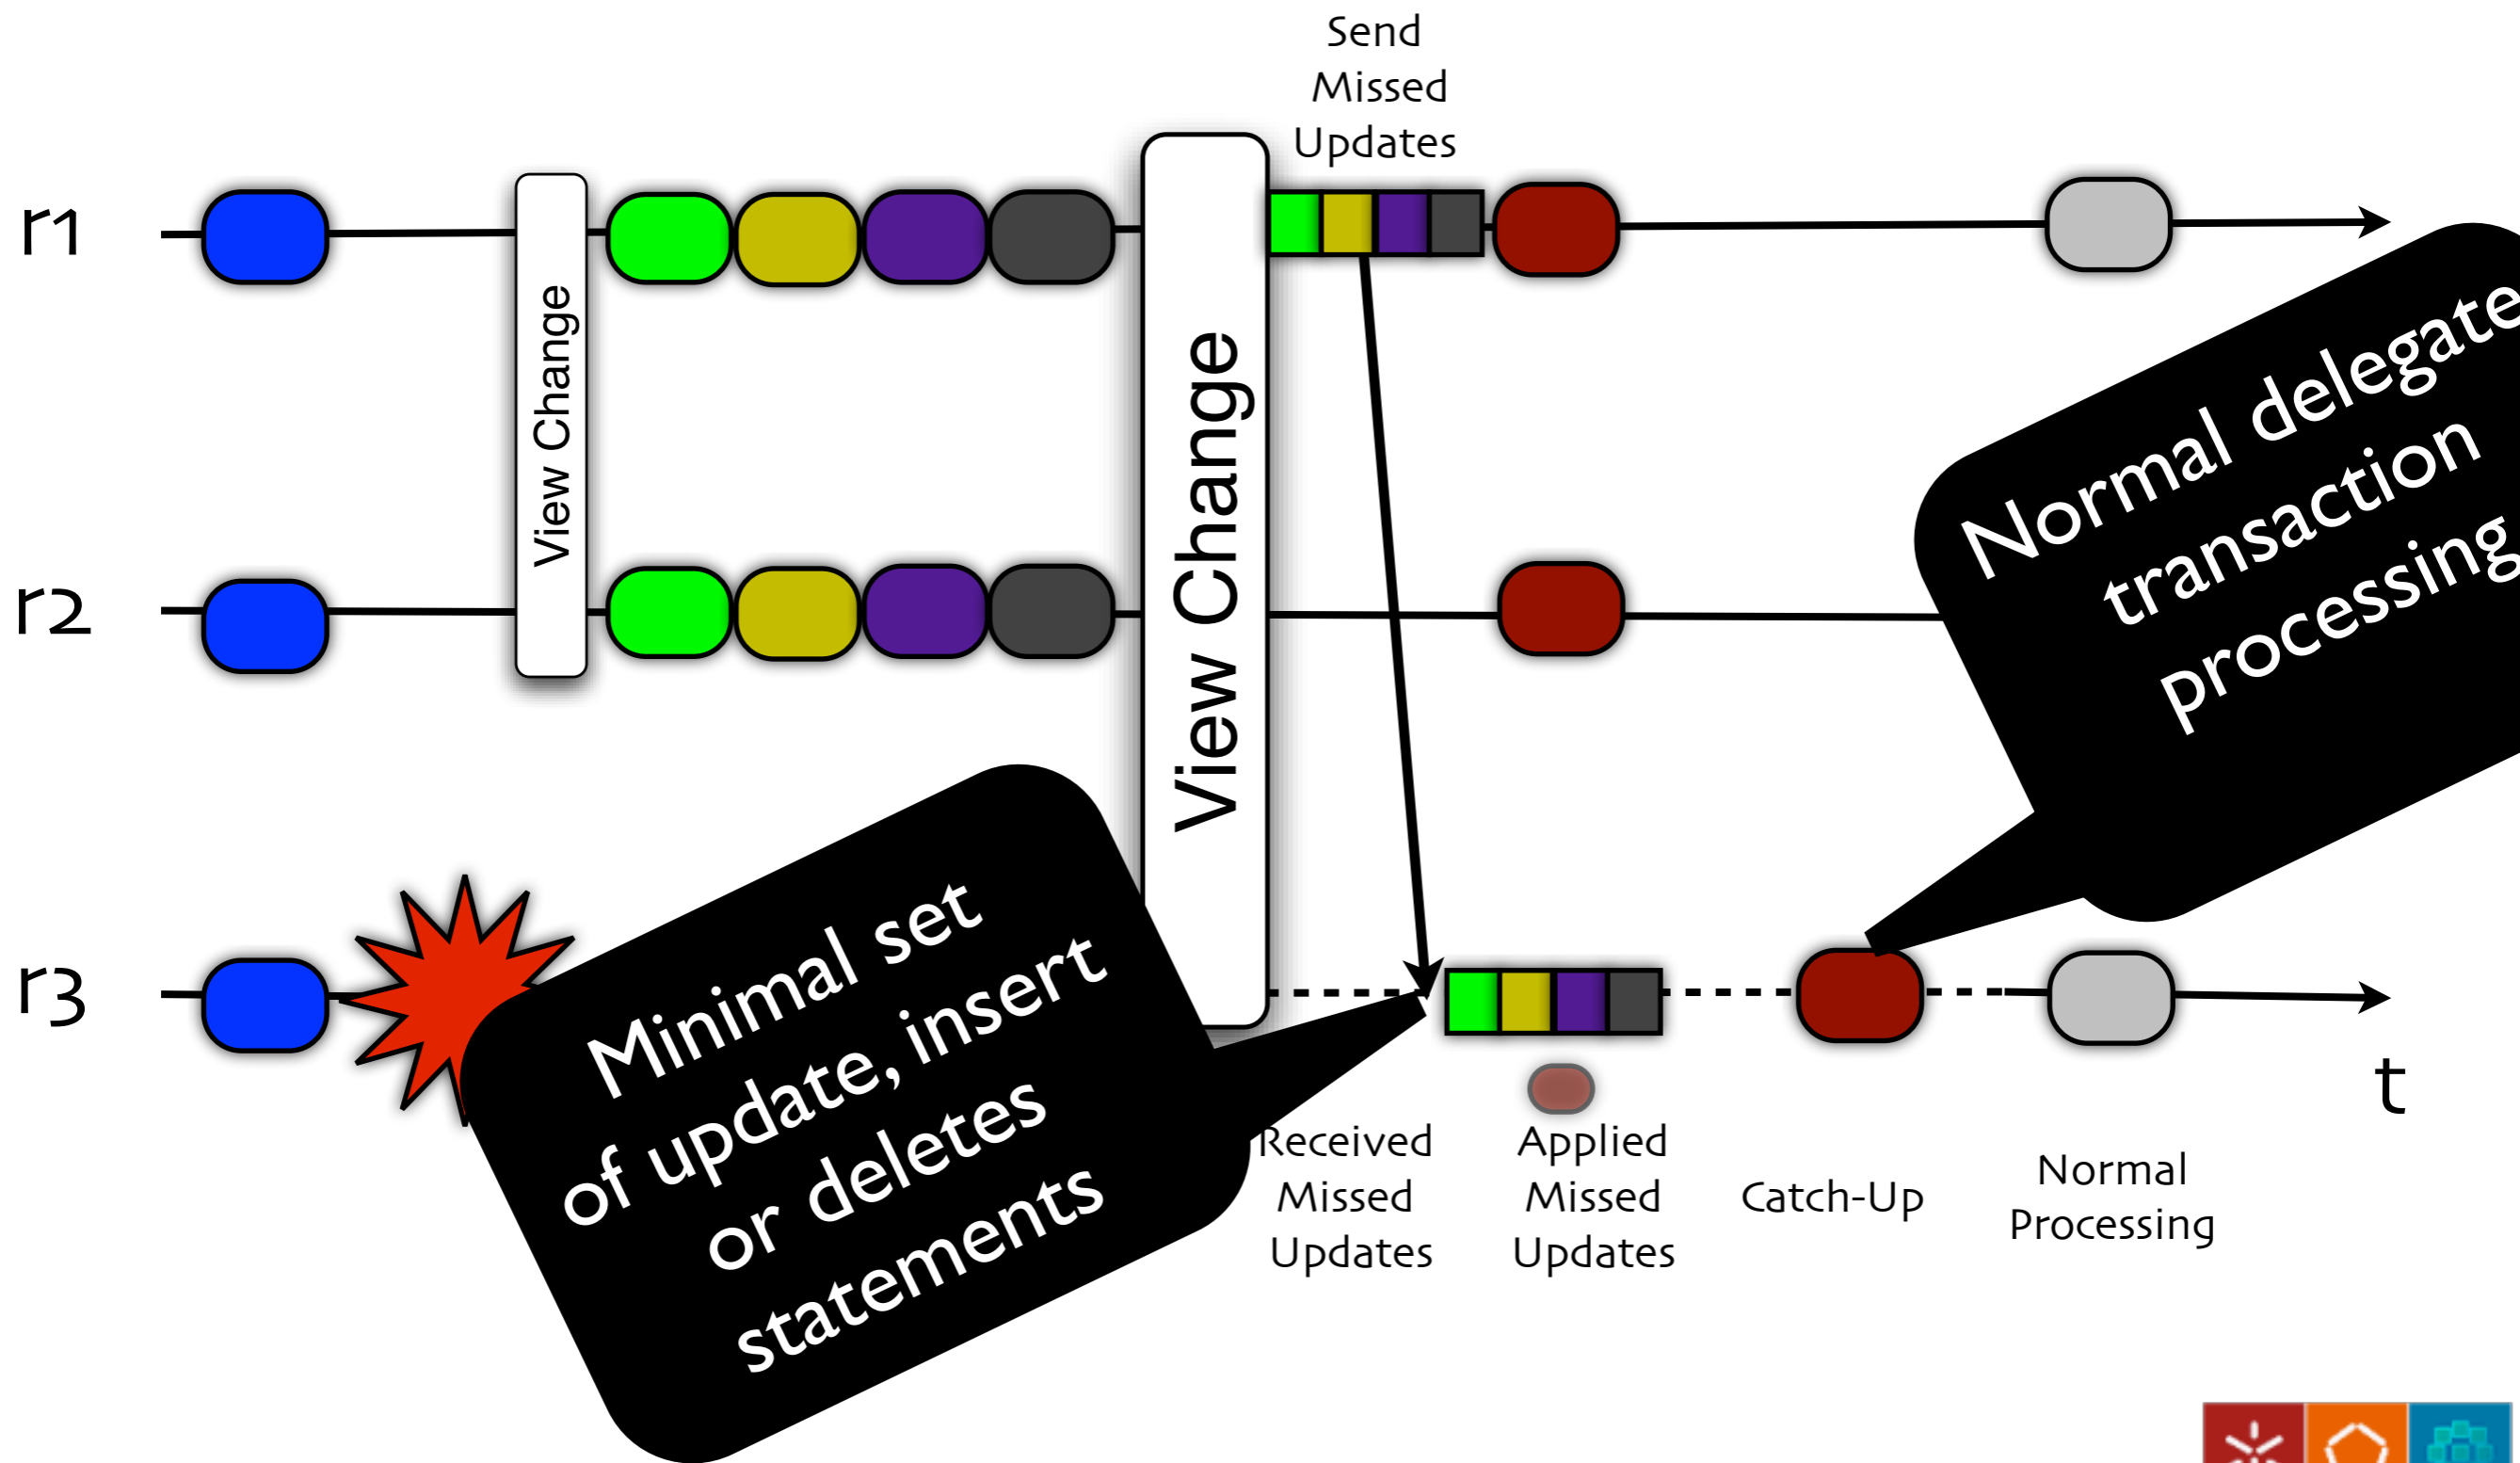 Send
Missed
Updates
r1
View Change
View Change
Normal delegate
transaction
processing
r2
r3
Minimal set
of update, insert
or deletes
statements
t
Received
Missed
Updates
Applied
Missed
Updates
Catch-Up
Normal
Processing